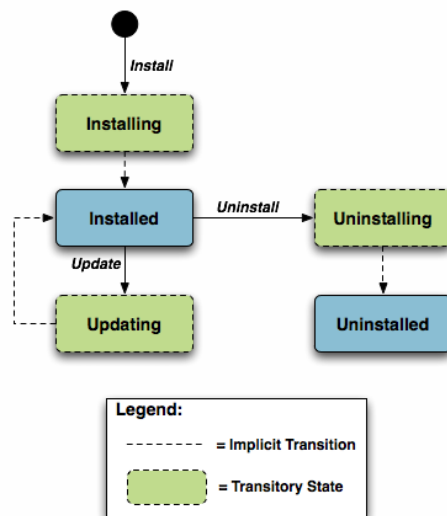 Install
Installing
Installed
Uninstall
Uninstalling
Update
Updating
Uninstalled
Legend:
= Implicit Transition
= Transitory State